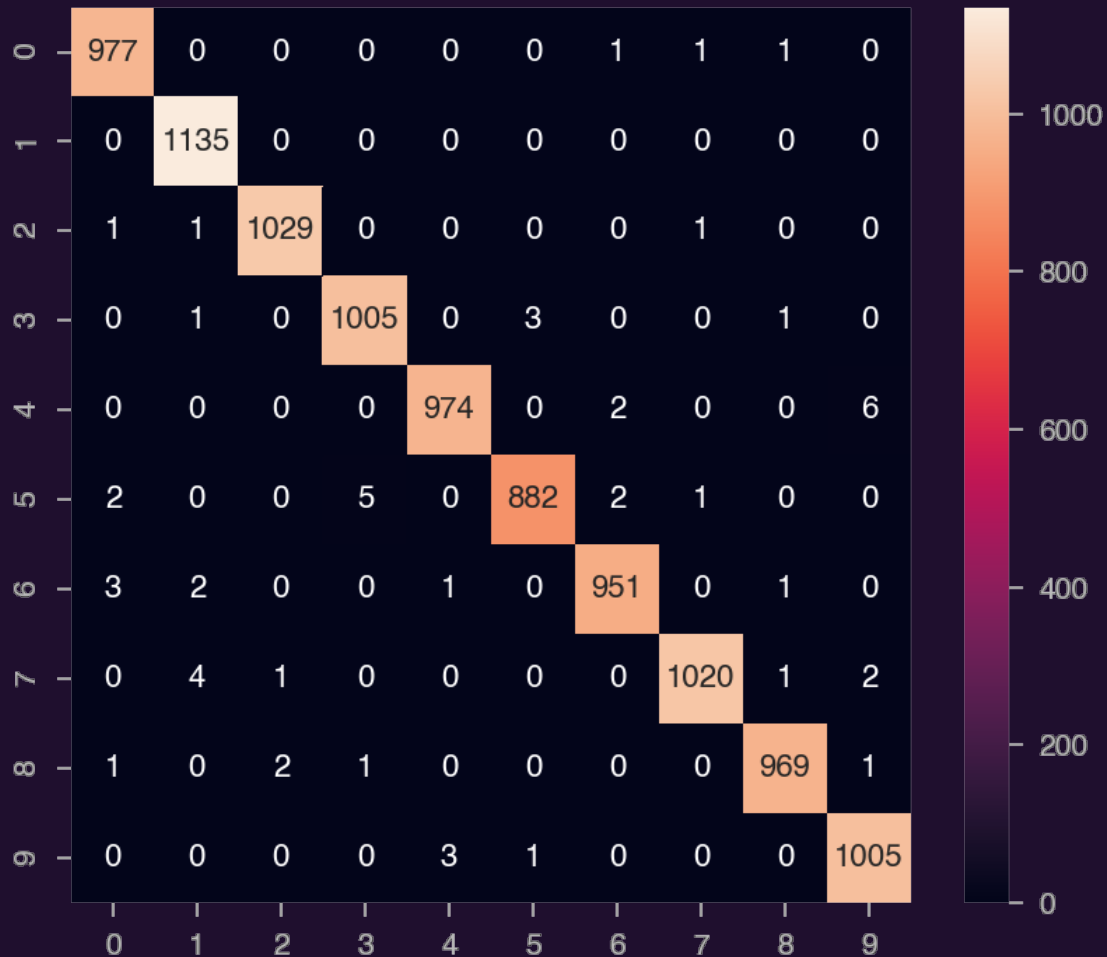 0 977 0 0 0 0 0 1 1 1 0
1 0 1135 0 0 0 0 0 0 0 0 1000
2 1 1 1029 0 0 0 0 1 0 0 800
3 0 1 0 1005 0 3 0 0 1 0
4 0 0 0 0 974 0 2 0 0 6 600
5 2 0 0 5 0 882 2 1 0 0
6 3 2 0 0 1 0 951 0 1 0 400
7 0 4 1 0 0 0 0 1020 1 2 200
8 1 0 2 1 0 0 0 0 969 1
9 0 0 0 0 3 1 0 0 0 1005 0
0 1 2 3 4 5 6 7 8 9